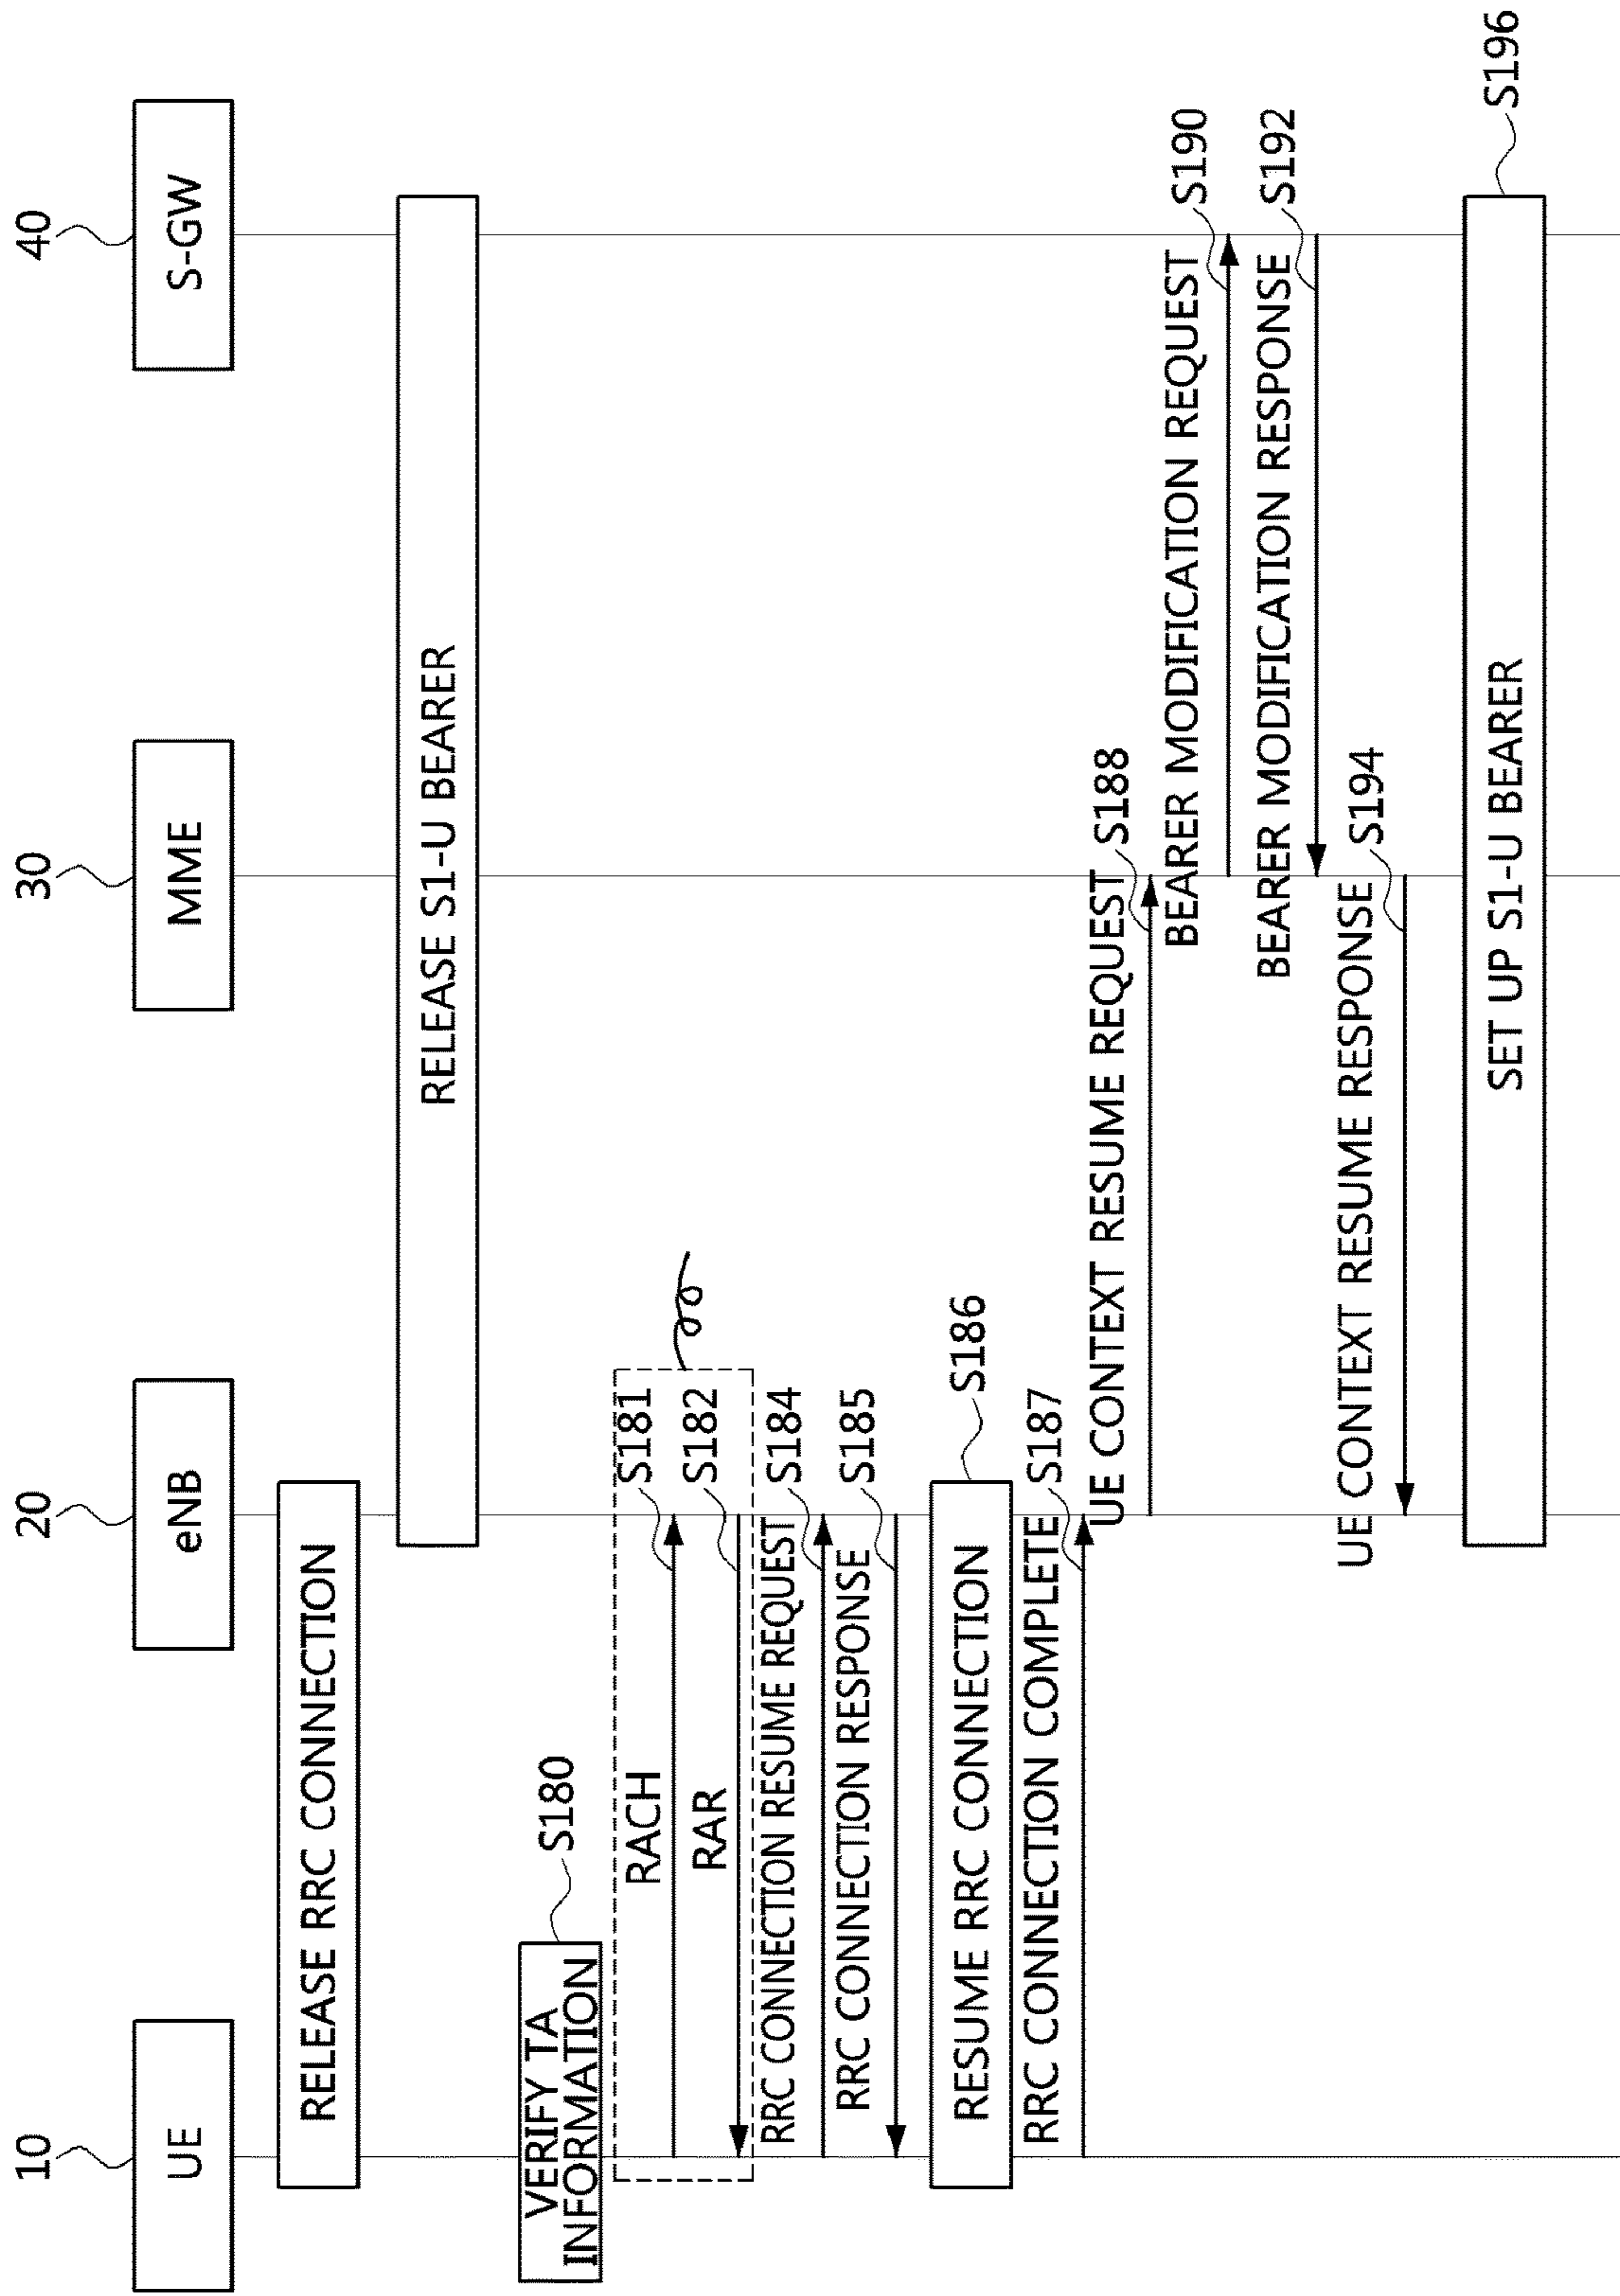 10
20
30
40
UE
eNB
MME
S-GW
RELEASE RRC CONNECTION
RELEASE S1-U BEARER
VERIFY TA
INFORMATION
S180
RACH
S181
RAR
S182
RRC CONNECTION RESUME REQUEST
S184
RRC CONNECTION RESPONSE
S185
RESUME RRC CONNECTION
S186
RRC CONNECTION COMPLETE
S187
UE CONTEXT RESUME REQUEST
S188
BEARER MODIFICATION REQUEST
S190
BEARER MODIFICATION RESPONSE
S192
UE CONTEXT RESUME RESPONSE
S194
SET UP S1-U BEARER
S196